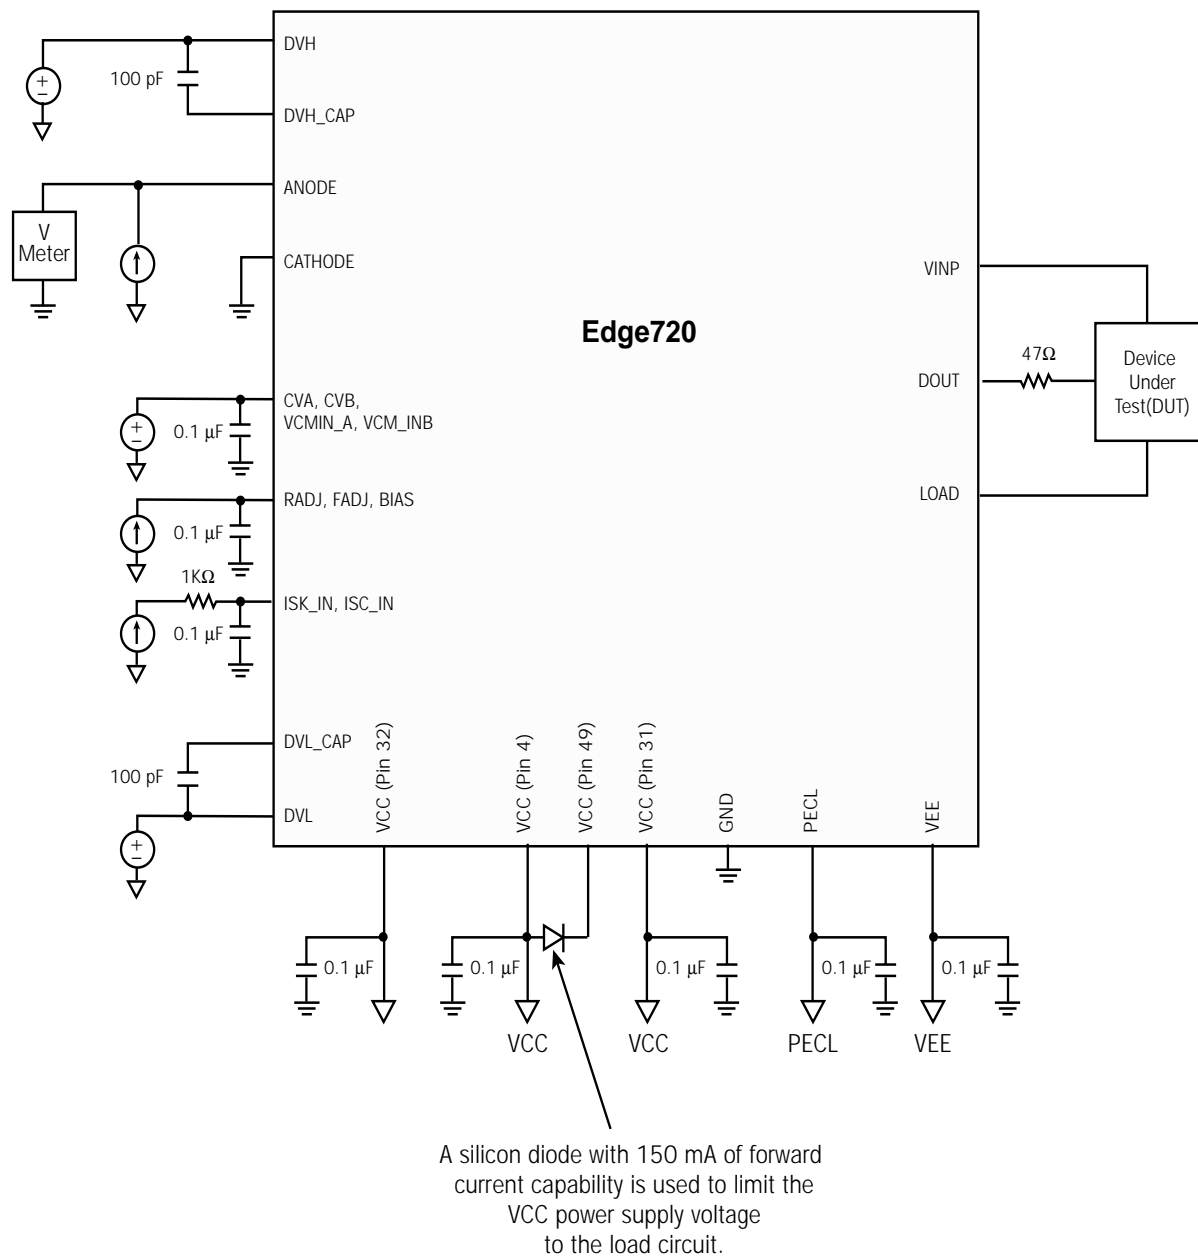 DVH
+
−
100 pF
DVH_CAP
ANODE
V
Meter
CATHODE
VINP
Edge720
47Ω
Device
Under
Test(DUT)
DOUT
CVA, CVB,
VCMIN_A, VCM_INB
+
−
0.1 µF
LOAD
RADJ, FADJ, BIAS
0.1 µF
1KΩ
ISK_IN, ISC_IN
0.1 µF
DVL_CAP
100 pF
DVL
+
−
VCC (Pin 32)
VCC (Pin 4)
VCC (Pin 49)
VCC (Pin 31)
GND
PECL
VEE
0.1 µF
0.1 µF
0.1 µF
0.1 µF
0.1 µF
VCC
VCC
PECL
VEE
A silicon diode with 150 mA of forward
current capability is used to limit the
VCC power supply voltage
to the load circuit.